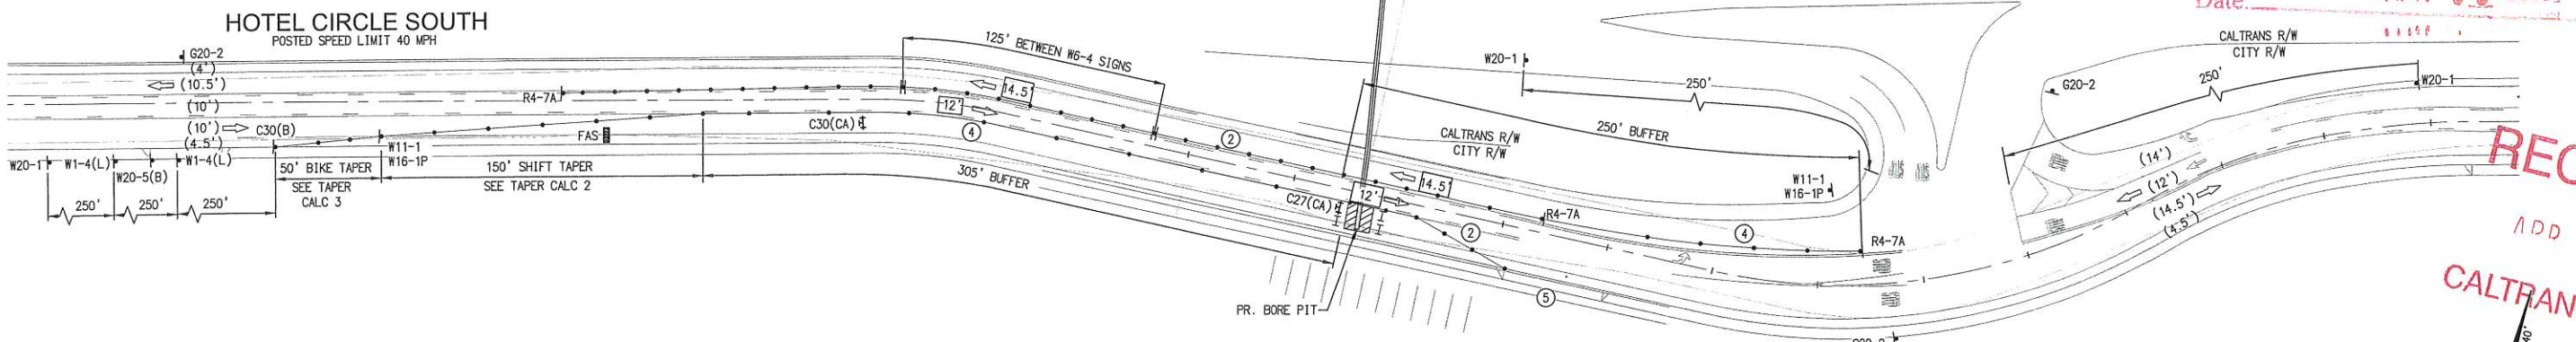 HOTEL CIRCLE SOUTH
POSTED SPEED LIMIT 40 MPH
G20-2
(4')
(10.5')
(10')
(10')
(4.5')
C30(B)
W20-1
W1-4(L)
W20-5(B)
W1-4(L)
250'
250'
250'
50' BIKE TAPER
SEE TAPER
CALC 3
W11-1
W16-1P
150' SHIFT TAPER
SEE TAPER CALC 2
R4-7A
FAS
C30(CA)
125' BETWEEN W6-4 SIGNS
14.5'
12'
4
2
305' BUFFER
CALTRANS R/W
CITY R/W
250' BUFFER
W20-1
250'
14.5'
12'
C27(CA)
R4-7A
2
PR. BORE PIT
5
4
W11-1
W16-1P
R4-7A
Date:
CALTRANS R/W
CITY R/W
G20-2
250'
W20-1
(14')
(12')
(14.5')
(4.5')
REC
ADD
CALTRAN
40'